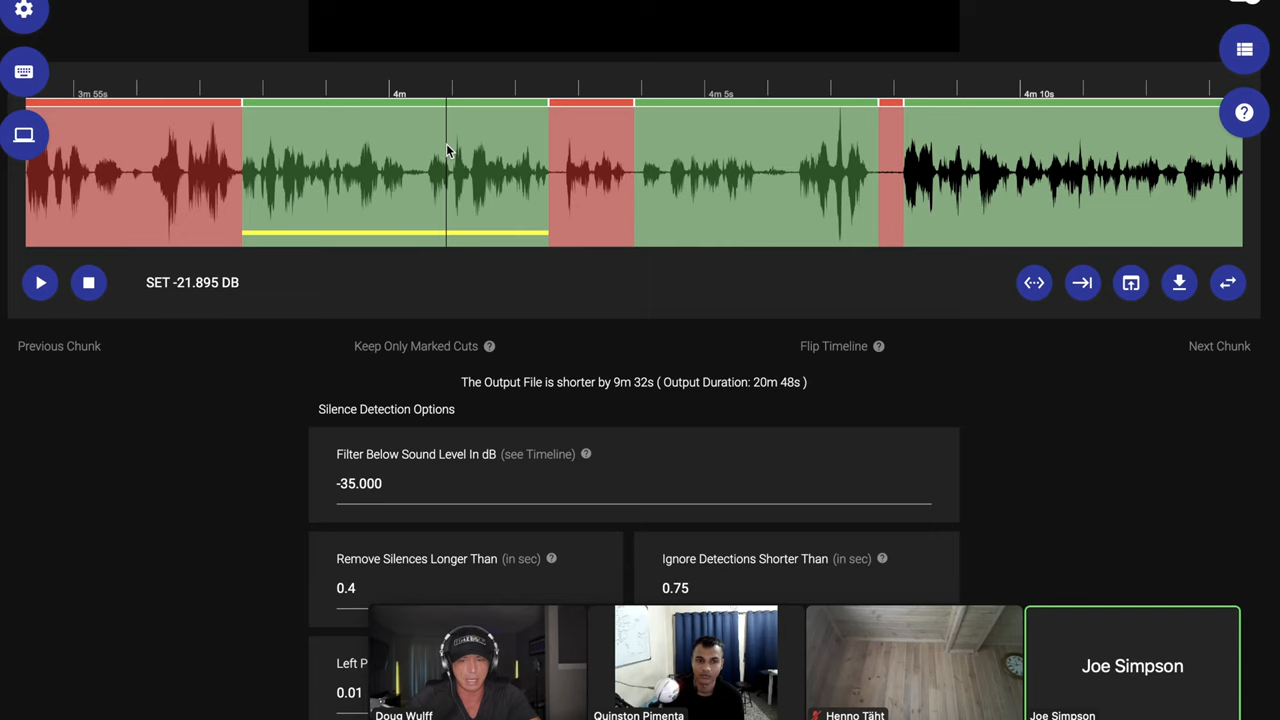 3m 55s 4m 4m 5s 4m 10s
SET -21.895 DB
Previous Chunk Keep Only Marked Cuts Flip Timeline Next Chunk
The Output File is shorter by 9m 32s ( Output Duration: 20m 48s )
Silence Detection Options
Filter Below Sound Level In dB (see Timeline)
-35.000
Remove Silences Longer Than (in sec) Ignore Detections Shorter Than (in sec)
0.4 0.75
Left P
0.01
Joe Simpson
Doug Wulff Quinston Pimenta Henno Täht Joe Simpson